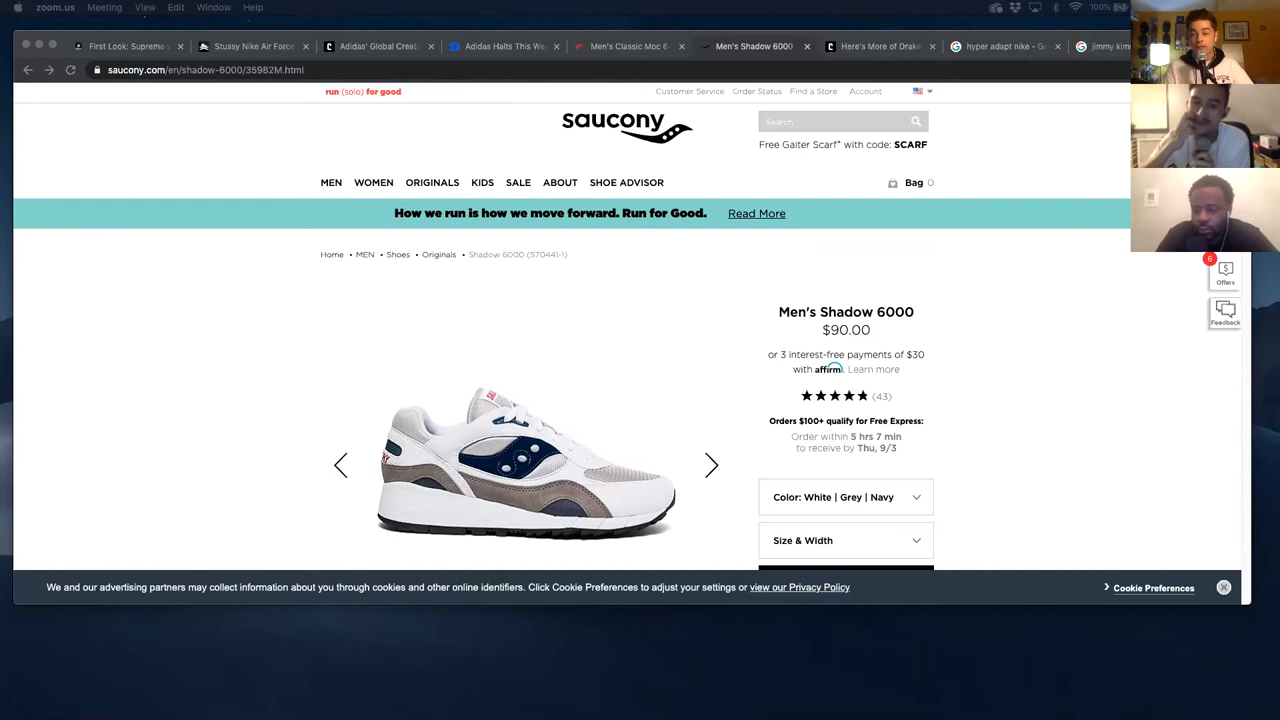 zoom.us Meeting View Edit Window Help 100%
First Look: Supreme Stussy Nike Air Force Adidas' Global Creati Adidas Halts This We Men's Classic Moc 6 Men's Shadow 6000 Here's More of Drake hyper adapt nike - G jimmy kim
saucony.com/en/shadow-6000/35982M.html
run (solo) for good
Customer Service Order Status Find a Store Account
saucony
Search
Free Gaiter Scarf* with code: SCARF
MEN WOMEN ORIGINALS KIDS SALE ABOUT SHOE ADVISOR
Bag 0
How we run is how we move forward. Run for Good. Read More
Home • MEN • Shoes • Originals • Shadow 6000 (S70441-1)
6
$
Offers
Feedback
Men's Shadow 6000
$90.00
or 3 interest-free payments of $30
with affirm. Learn more
(43)
Orders $100+ qualify for Free Express:
Order within 5 hrs 7 min
to receive by Thu, 9/3
Color: White | Grey | Navy
Size & Width
We and our advertising partners may collect information about you through cookies and other online identifiers. Click Cookie Preferences to adjust your settings or view our Privacy Policy
Cookie Preferences